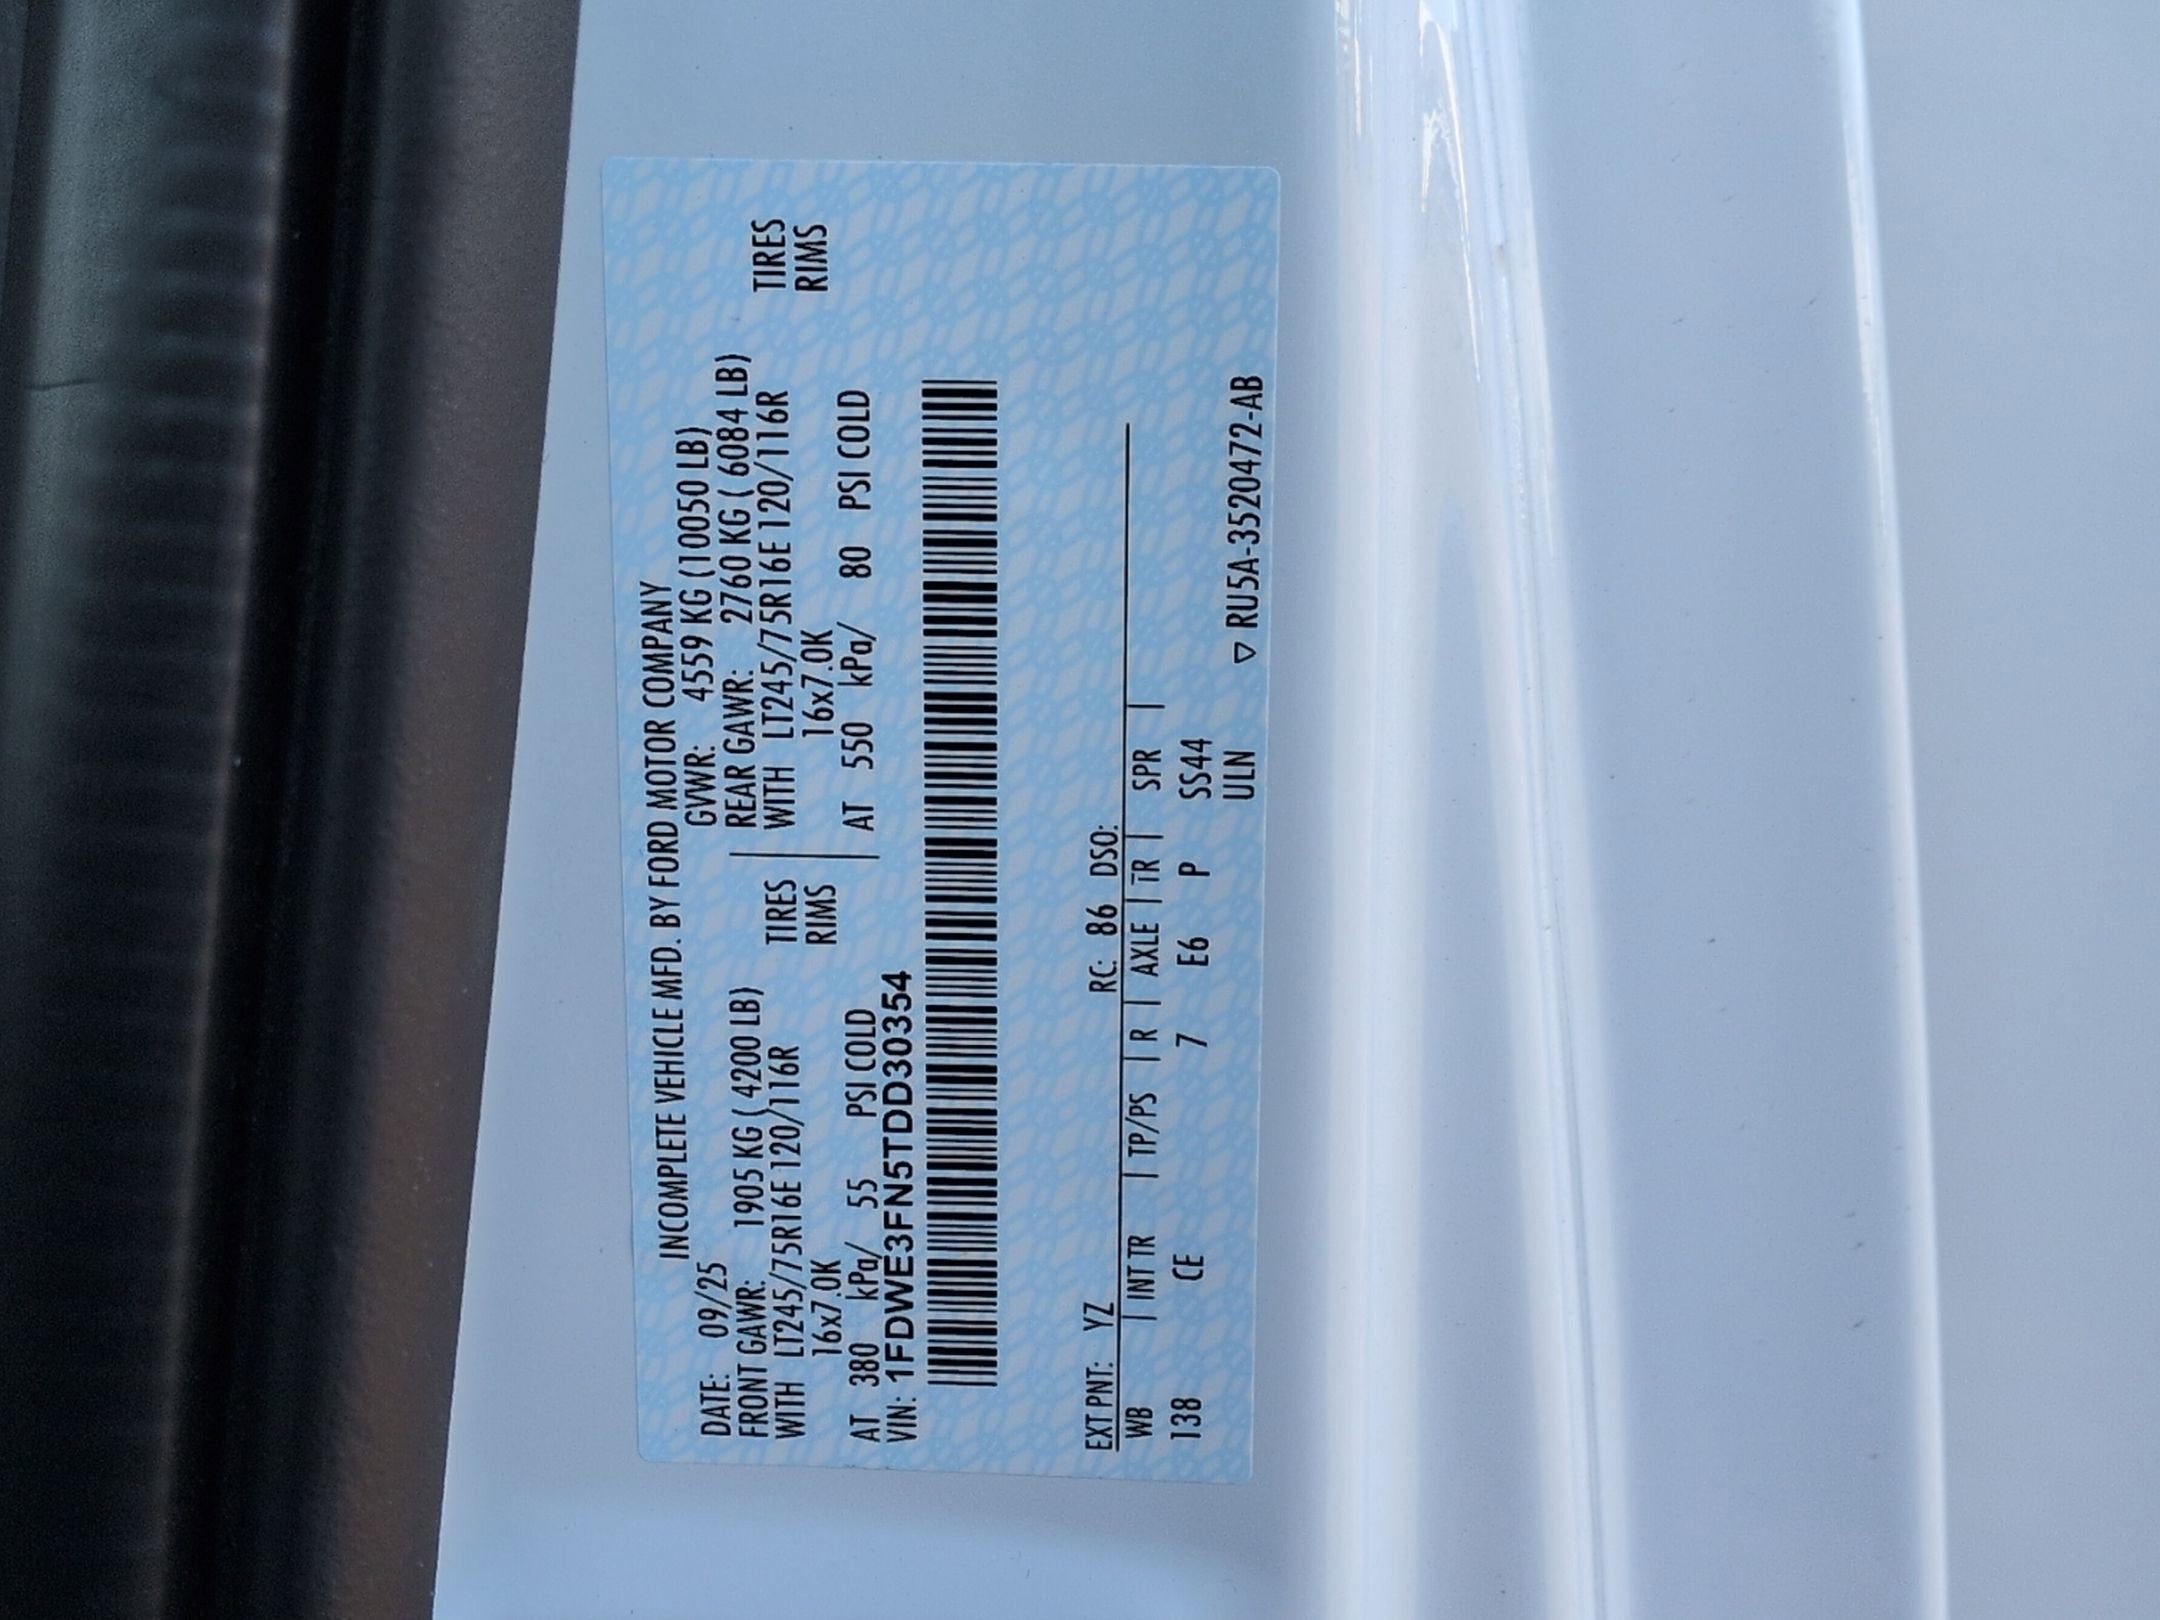 INCOMPLETE VEHICLE MFD. BY FORD MOTOR COMPANY
DATE: 09/25 GVWR: 4559 KG (10050 LB)
FRONT GAWR: 1905 KG ( 4200 LB) REAR GAWR: 2760 KG ( 6084 LB)
WITH LT245/75R16E 120/116R TIRES WITH LT245/75R16E 120/116R TIRES
16x7.0K RIMS 16x7.0K RIMS
AT 380 kPa/ 55 PSI COLD AT 550 kPa/ 80 PSI COLD
VIN: 1FDWE3FN5TDD30354
EXT PNT: YZ RC: 86 DSO:
WB | INT TR | TP/PS | R | AXLE | TR | SPR |
138 CE 7 E6 P SS44
ULN ▽ RU5A-3520472-AB